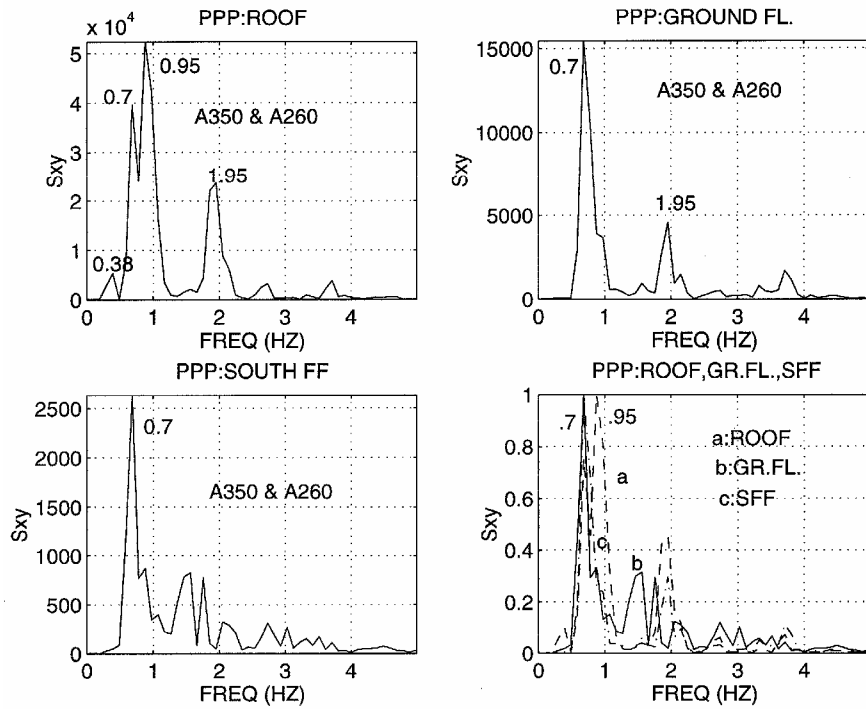 PPP:ROOF
x 10^4
5
4
3
2
1
0
Sxy
0.95
0.7
A350 & A260
1.95
0.38
0 1 2 3 4
FREQ (HZ)
PPP:GROUND FL.
15000
10000
5000
0
Sxy
0.7
A350 & A260
1.95
0 1 2 3 4
FREQ (HZ)
PPP:SOUTH FF
2500
2000
1500
1000
500
0
Sxy
0.7
A350 & A260
0 1 2 3 4
FREQ (HZ)
PPP:ROOF,GR.FL.,SFF
1
0.8
0.6
0.4
0.2
0
Sxy
.7 .95
a:ROOF
b:GR.FL.
c:SFF
a
c
b
0 1 2 3 4
FREQ (HZ)